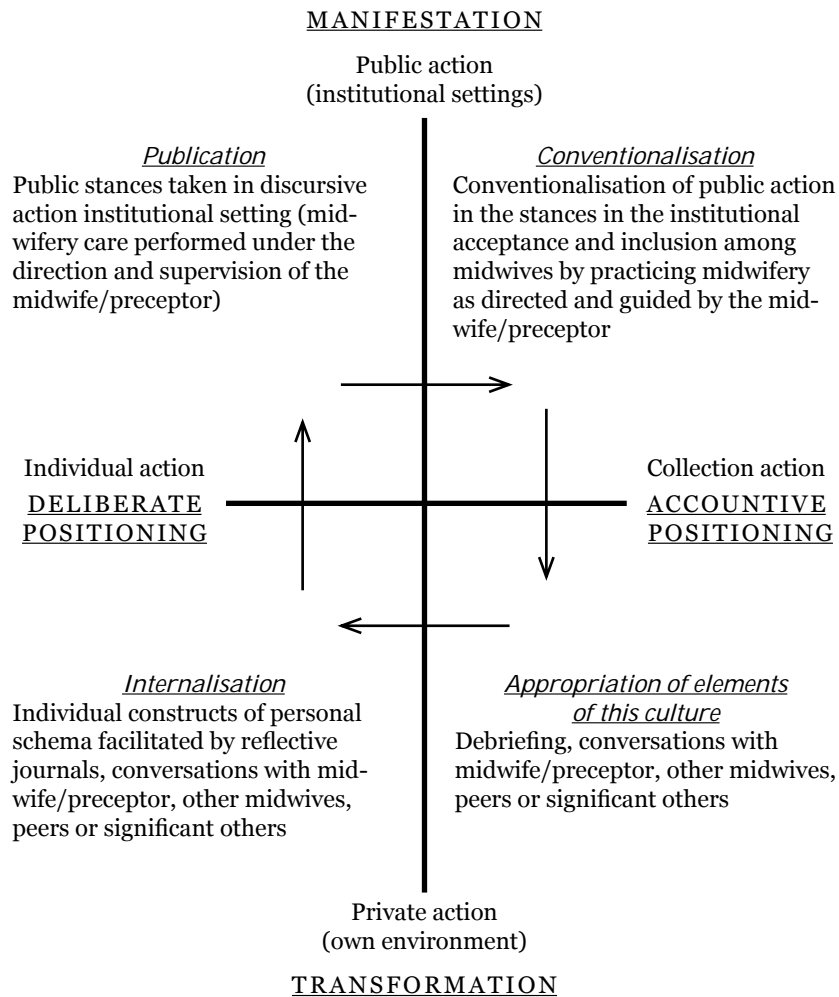 MANIFESTATION
Public action
(institutional settings)
Publication
Public stances taken in discursive
action institutional setting (mid-
wifery care performed under the
direction and supervision of the
midwife/preceptor)
Conventionalisation
Conventionalisation of public action
in the stances in the institutional
acceptance and inclusion among
midwives by practicing midwifery
as directed and guided by the mid-
wife/preceptor
Individual action
DELIBERATE
POSITIONING
Collection action
ACCOUNTIVE
POSITIONING
Internalisation
Individual constructs of personal
schema facilitated by reflective
journals, conversations with mid-
wife/preceptor, other midwives,
peers or significant others
Appropriation of elements
of this culture
Debriefing, conversations with
midwife/preceptor, other midwives,
peers or significant others
Private action
(own environment)
TRANSFORMATION